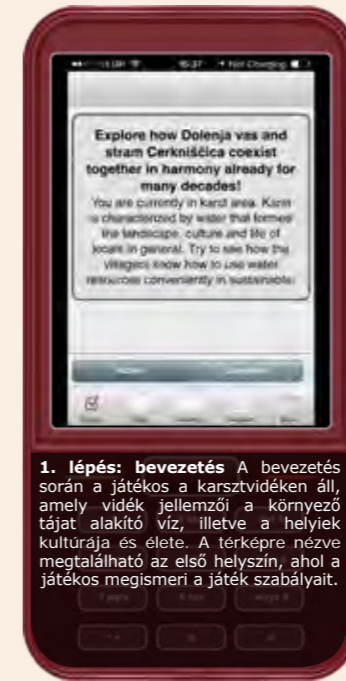 15:37 Not Charging
Explore how Dolenja vas and
stram Cerkniščica coexist
together in harmony already for
many decades!
You are currently in karst area. Karst
is characterized by water that formes
the landscape, culture and life of
locals in general. Try to see how the
villagers know how to use water
resources conveniently in sustainable
1. lépés: bevezetés A bevezetés
során a játékos a karsztvidéken áll,
amely vidék jellemzői a környező
tájat alakító víz, illetve a helyiek
kultúrája és élete. A térképre nézve
megtalálható az első helyszín, ahol a
játékos megismeri a játék szabályait.